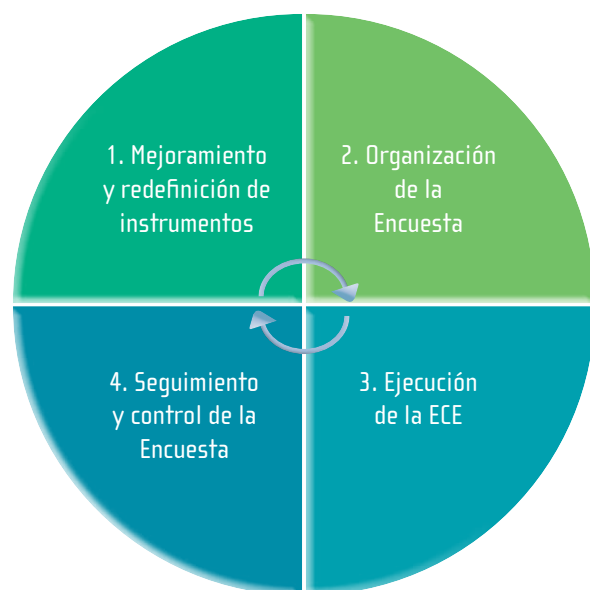 1. Mejoramiento
y redefinición de
instrumentos
2. Organización
de la
Encuesta
4. Seguimiento
y control de la
Encuesta
3. Ejecución
de la ECE